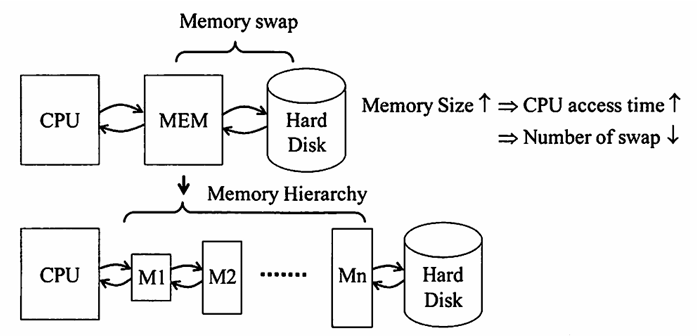 Memory swap
CPU
MEM
Hard
Disk
Memory Size ↑ ⇒ CPU access time ↑
⇒ Number of swap ↓
Memory Hierarchy
CPU
M1
M2
.......
Mn
Hard
Disk